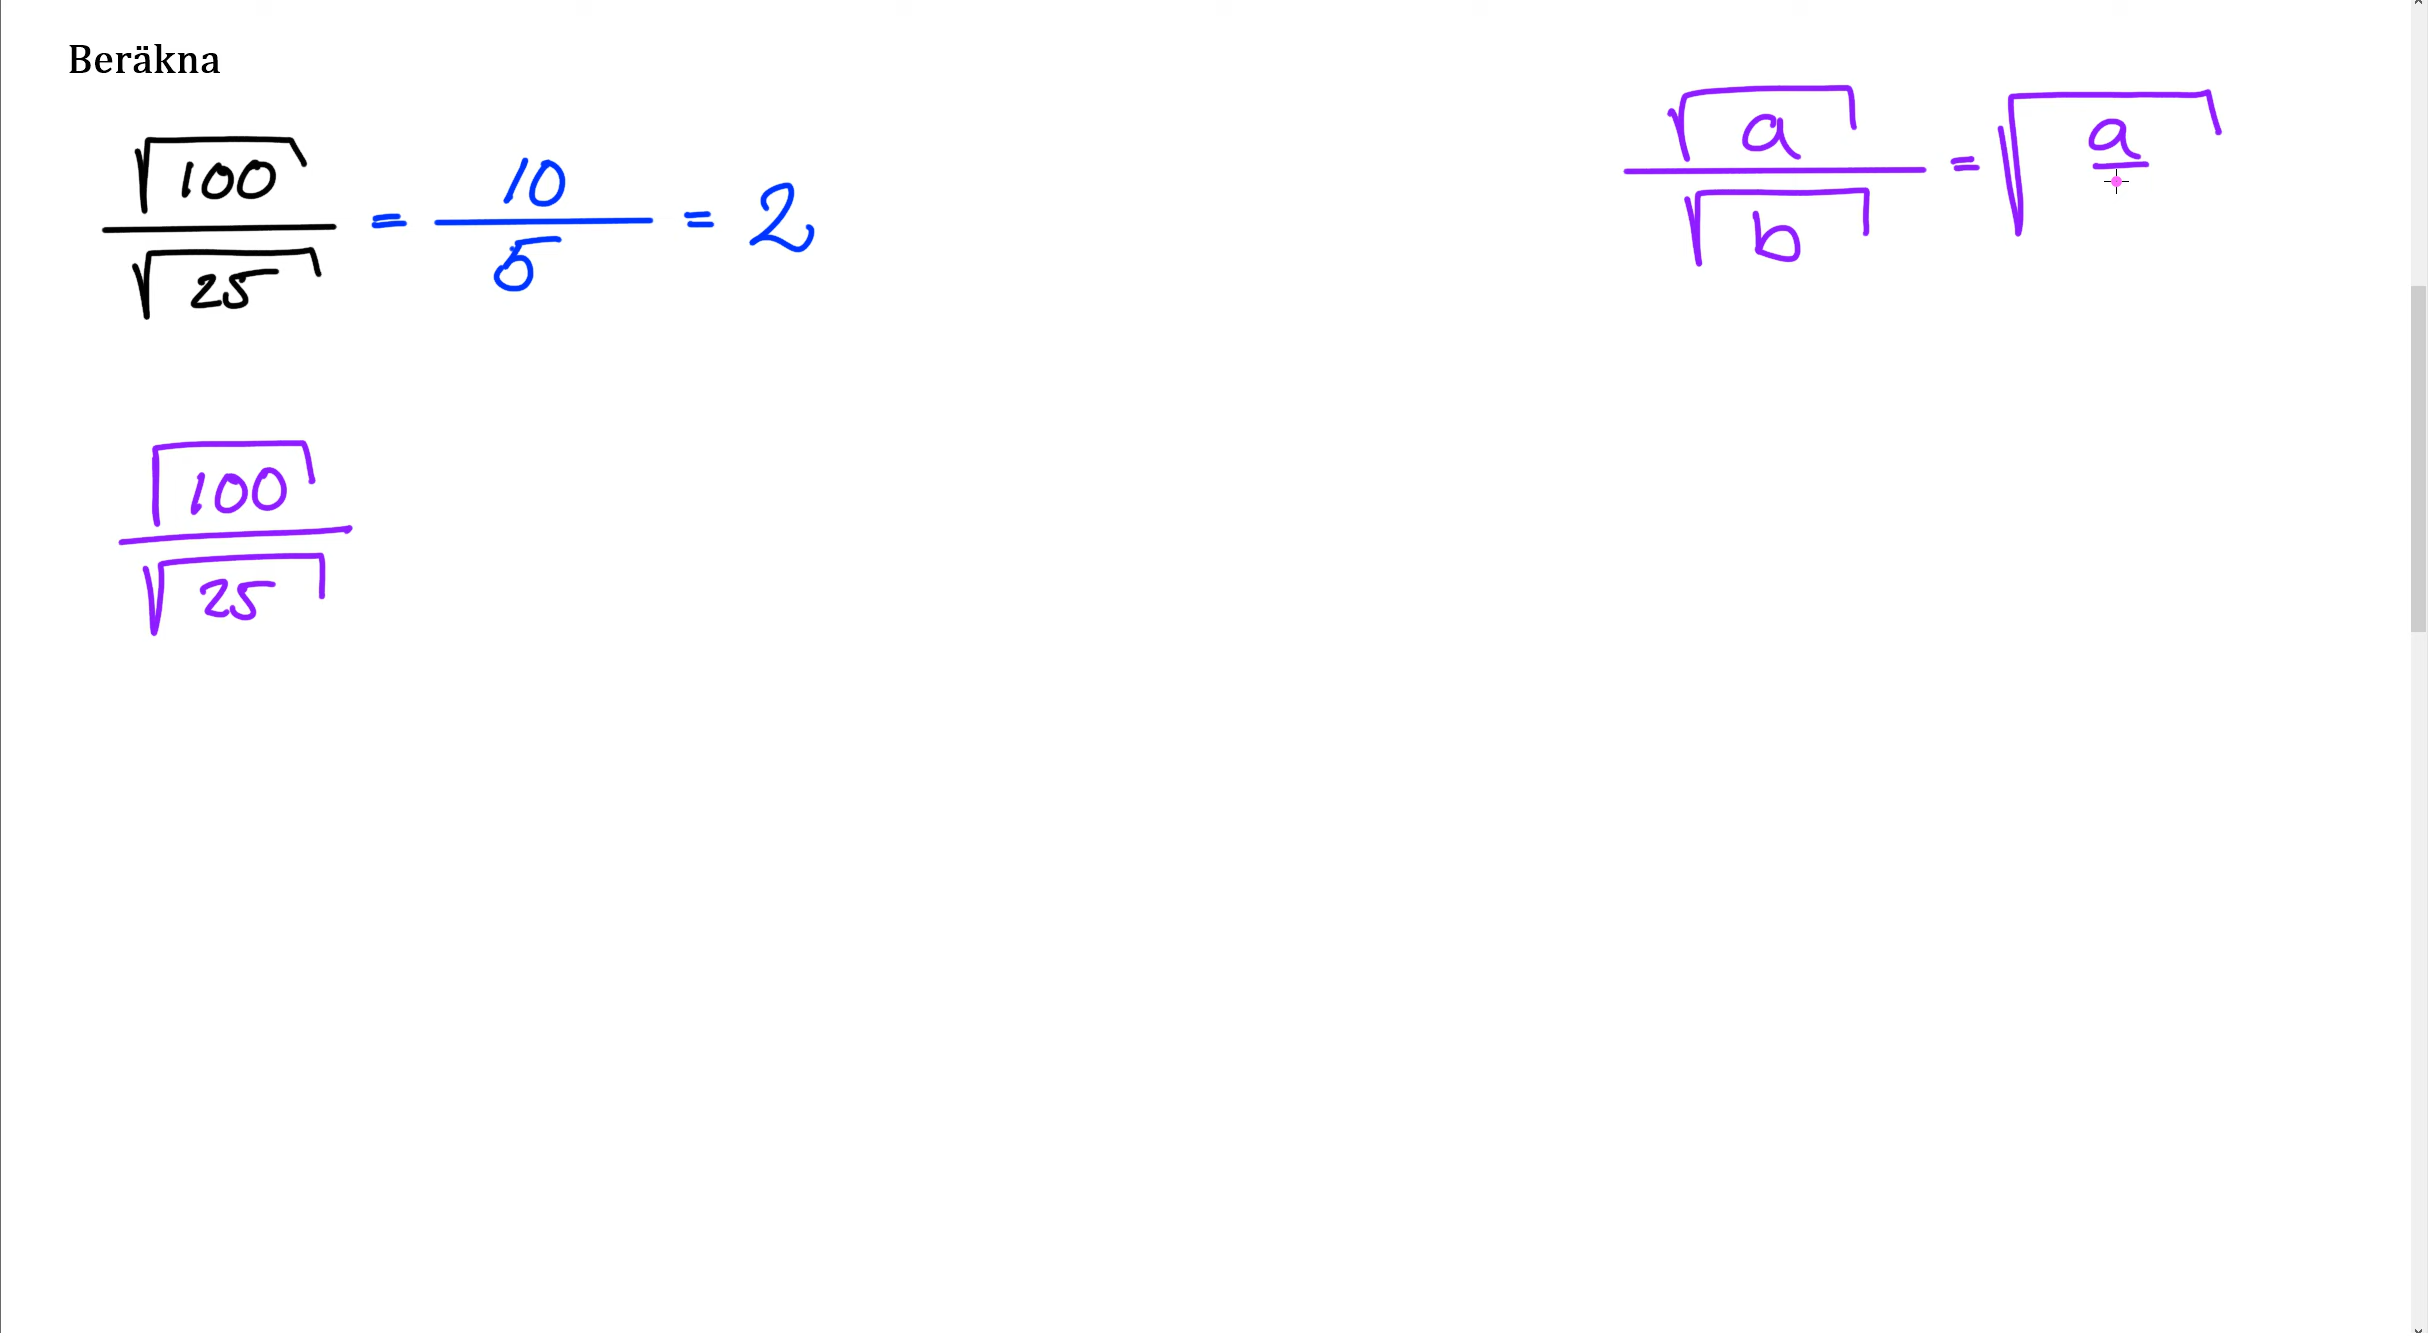 Beräkna
√100 / √25 = 10 / 5 = 2
√a / √b = √(a /
√100 / √25